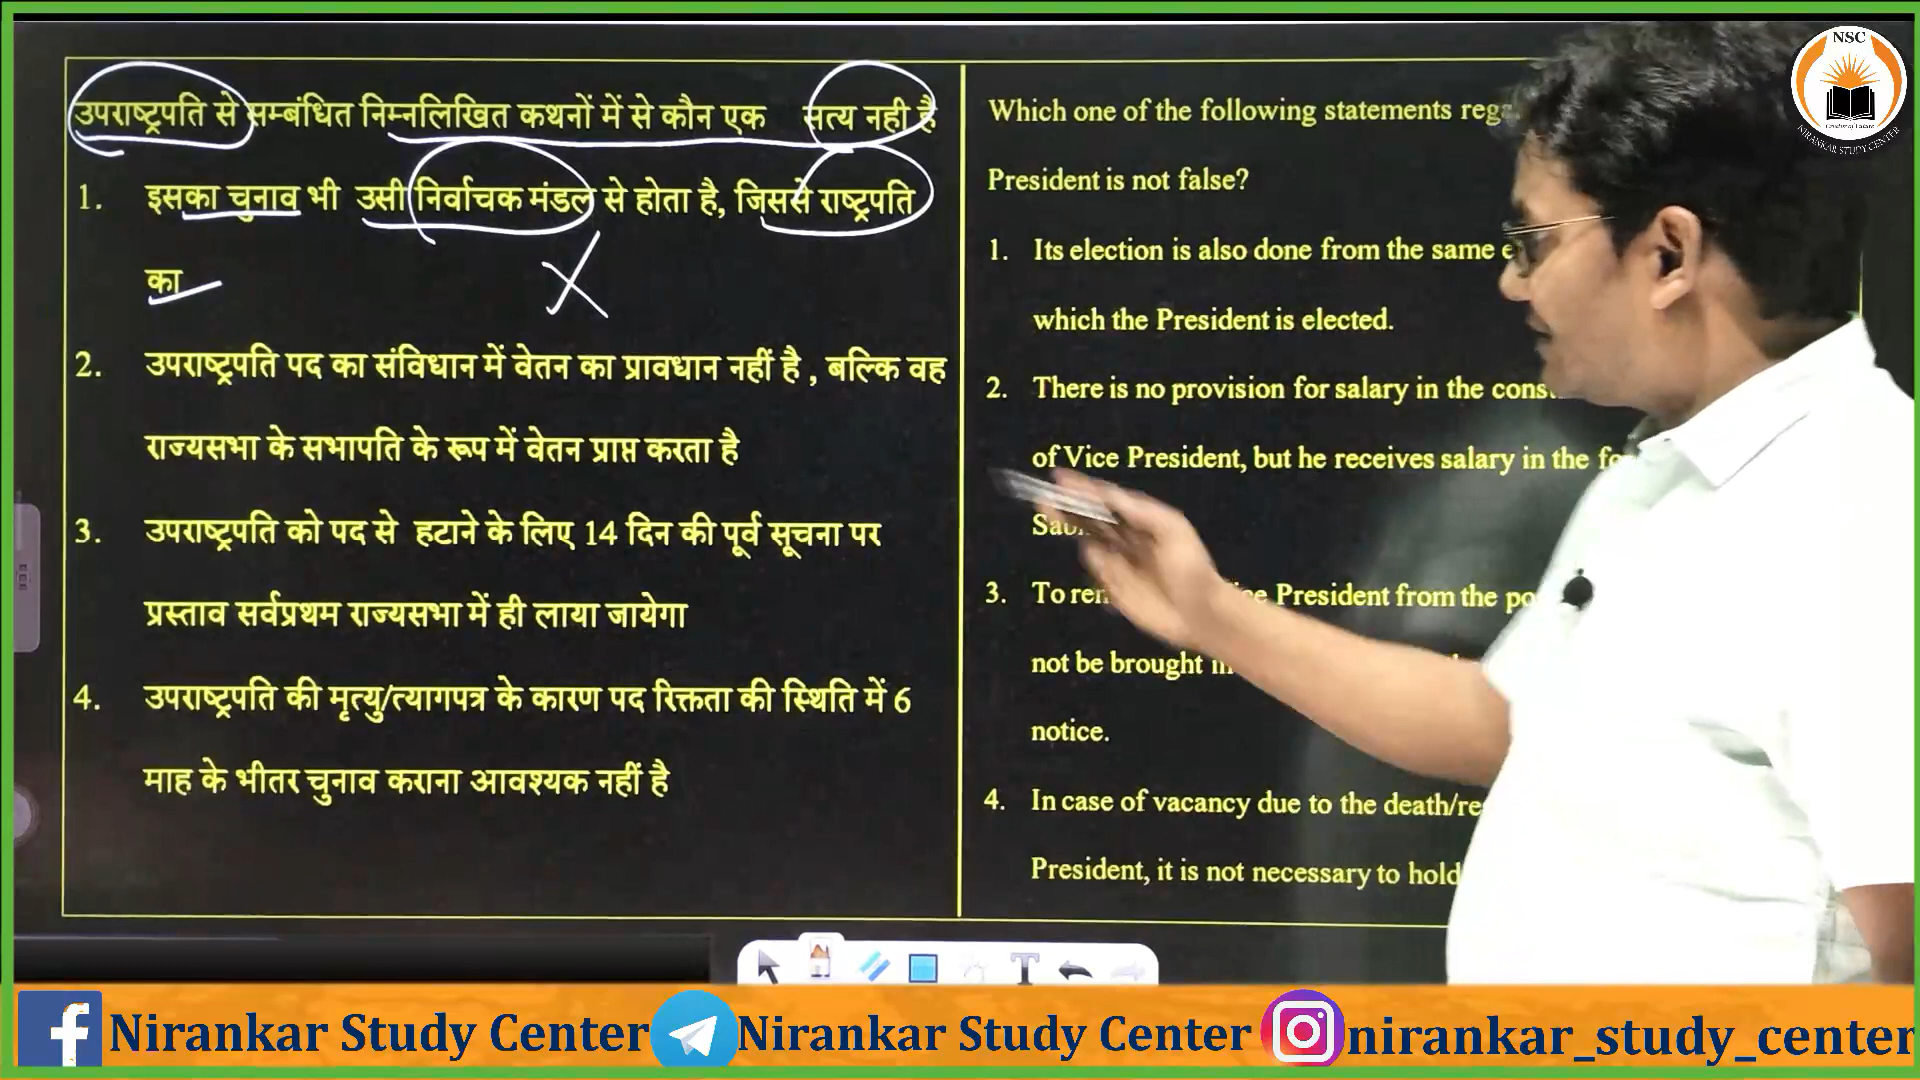 उपराष्ट्रपति से सम्बंधित निम्नलिखित कथनों में से कौन एक सत्य नही है
1. इसका चुनाव भी उसी निर्वाचक मंडल से होता है, जिससे राष्ट्रपति
का
2. उपराष्ट्रपति पद का संविधान में वेतन का प्रावधान नहीं है , बल्कि वह
राज्यसभा के सभापति के रूप में वेतन प्राप्त करता है
3. उपराष्ट्रपति को पद से हटाने के लिए 14 दिन की पूर्व सूचना पर
प्रस्ताव सर्वप्रथम राज्यसभा में ही लाया जायेगा
4. उपराष्ट्रपति की मृत्यु/त्यागपत्र के कारण पद रिक्तता की स्थिति में 6
माह के भीतर चुनाव कराना आवश्यक नहीं है
Which one of the following statements
President is not false?
1. Its election is also done from the same
which the President is elected.
2. There is no provision for salary in the
of Vice President, but he receives salary in the
3. To President from the
not be brought
notice.
4. In case of vacancy due to the
President, it is not necessary to hold
NSC
NIRANKAR STUDY CENTER
Nirankar Study Center
Nirankar Study Center
nirankar_study_center